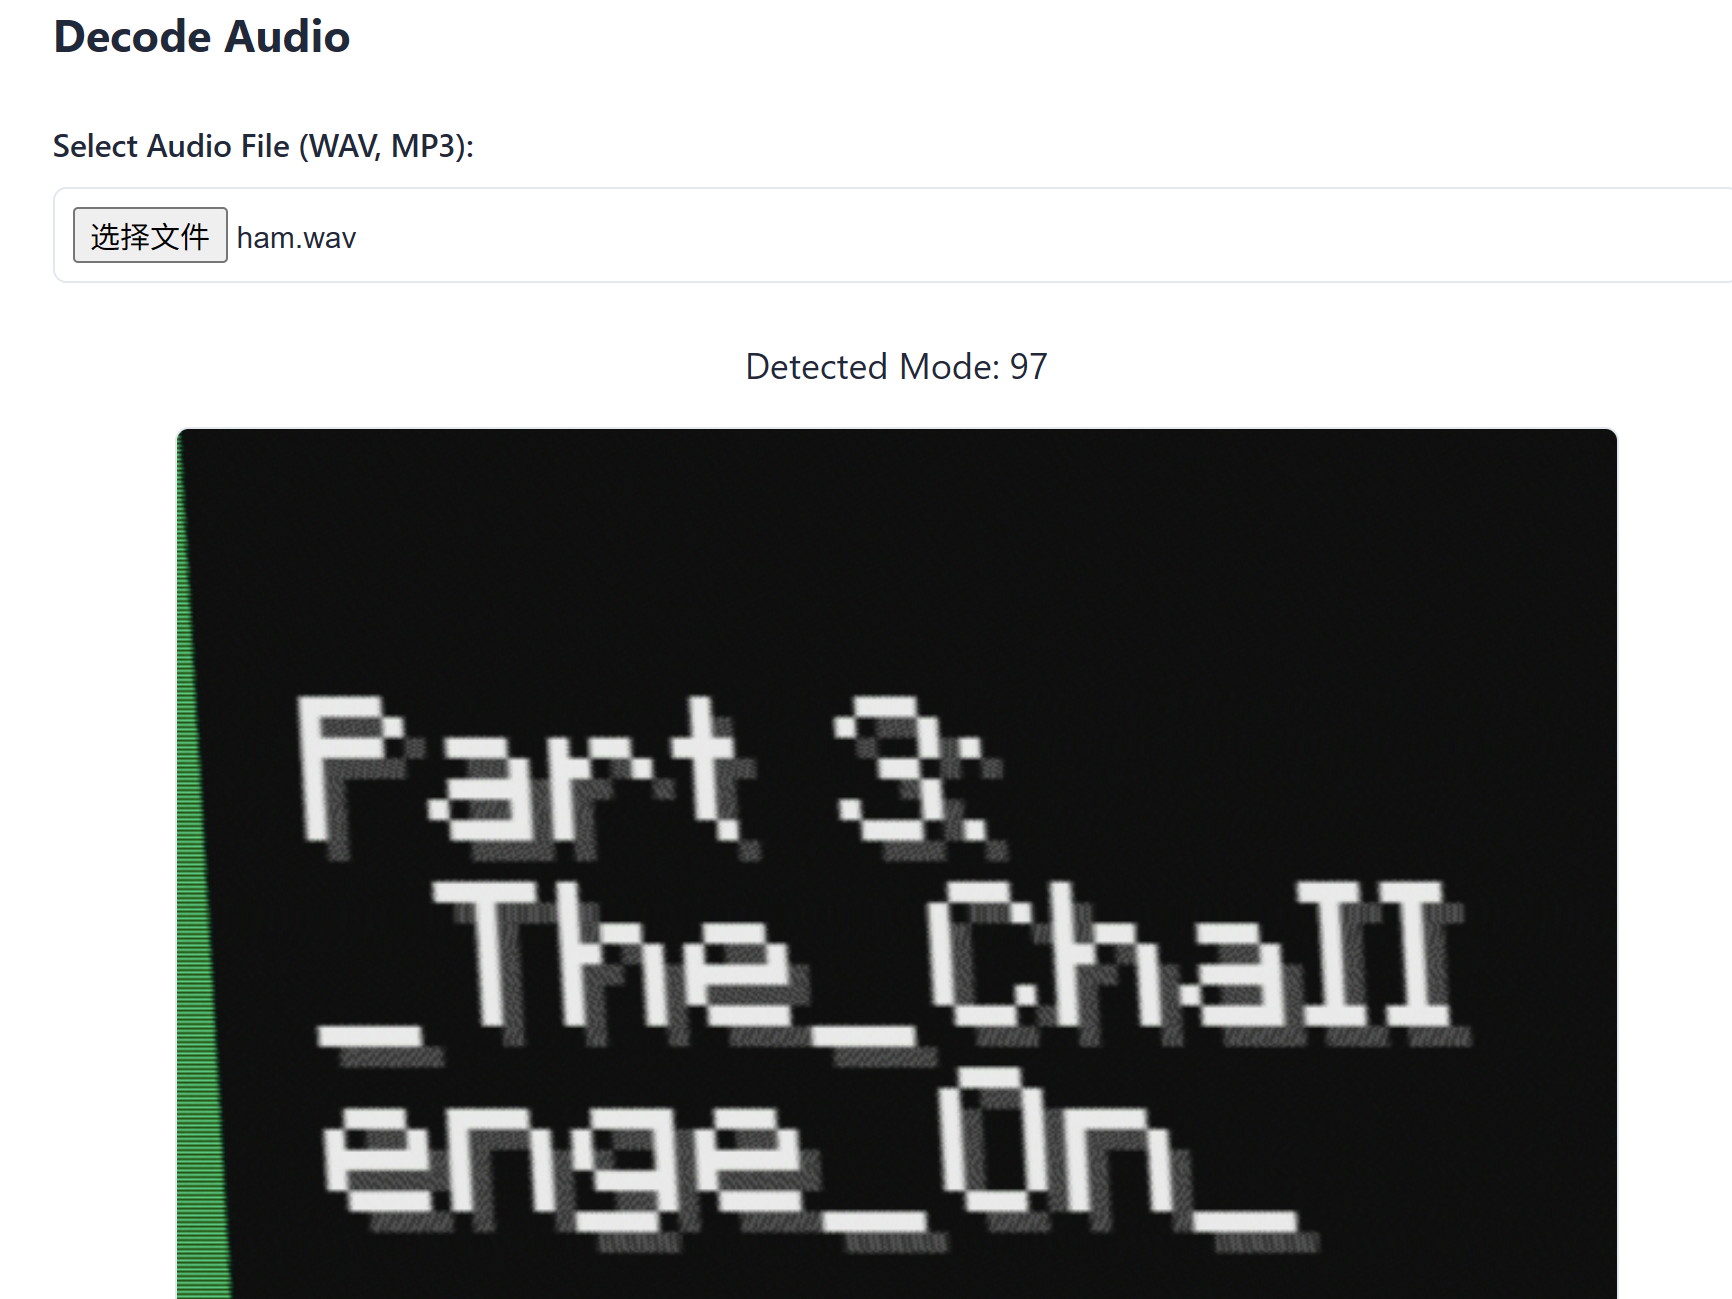 Decode Audio
Select Audio File (WAV, MP3):
选择文件 ham.wav
Detected Mode: 97
Part 3:
_The_Chall
enge_On_